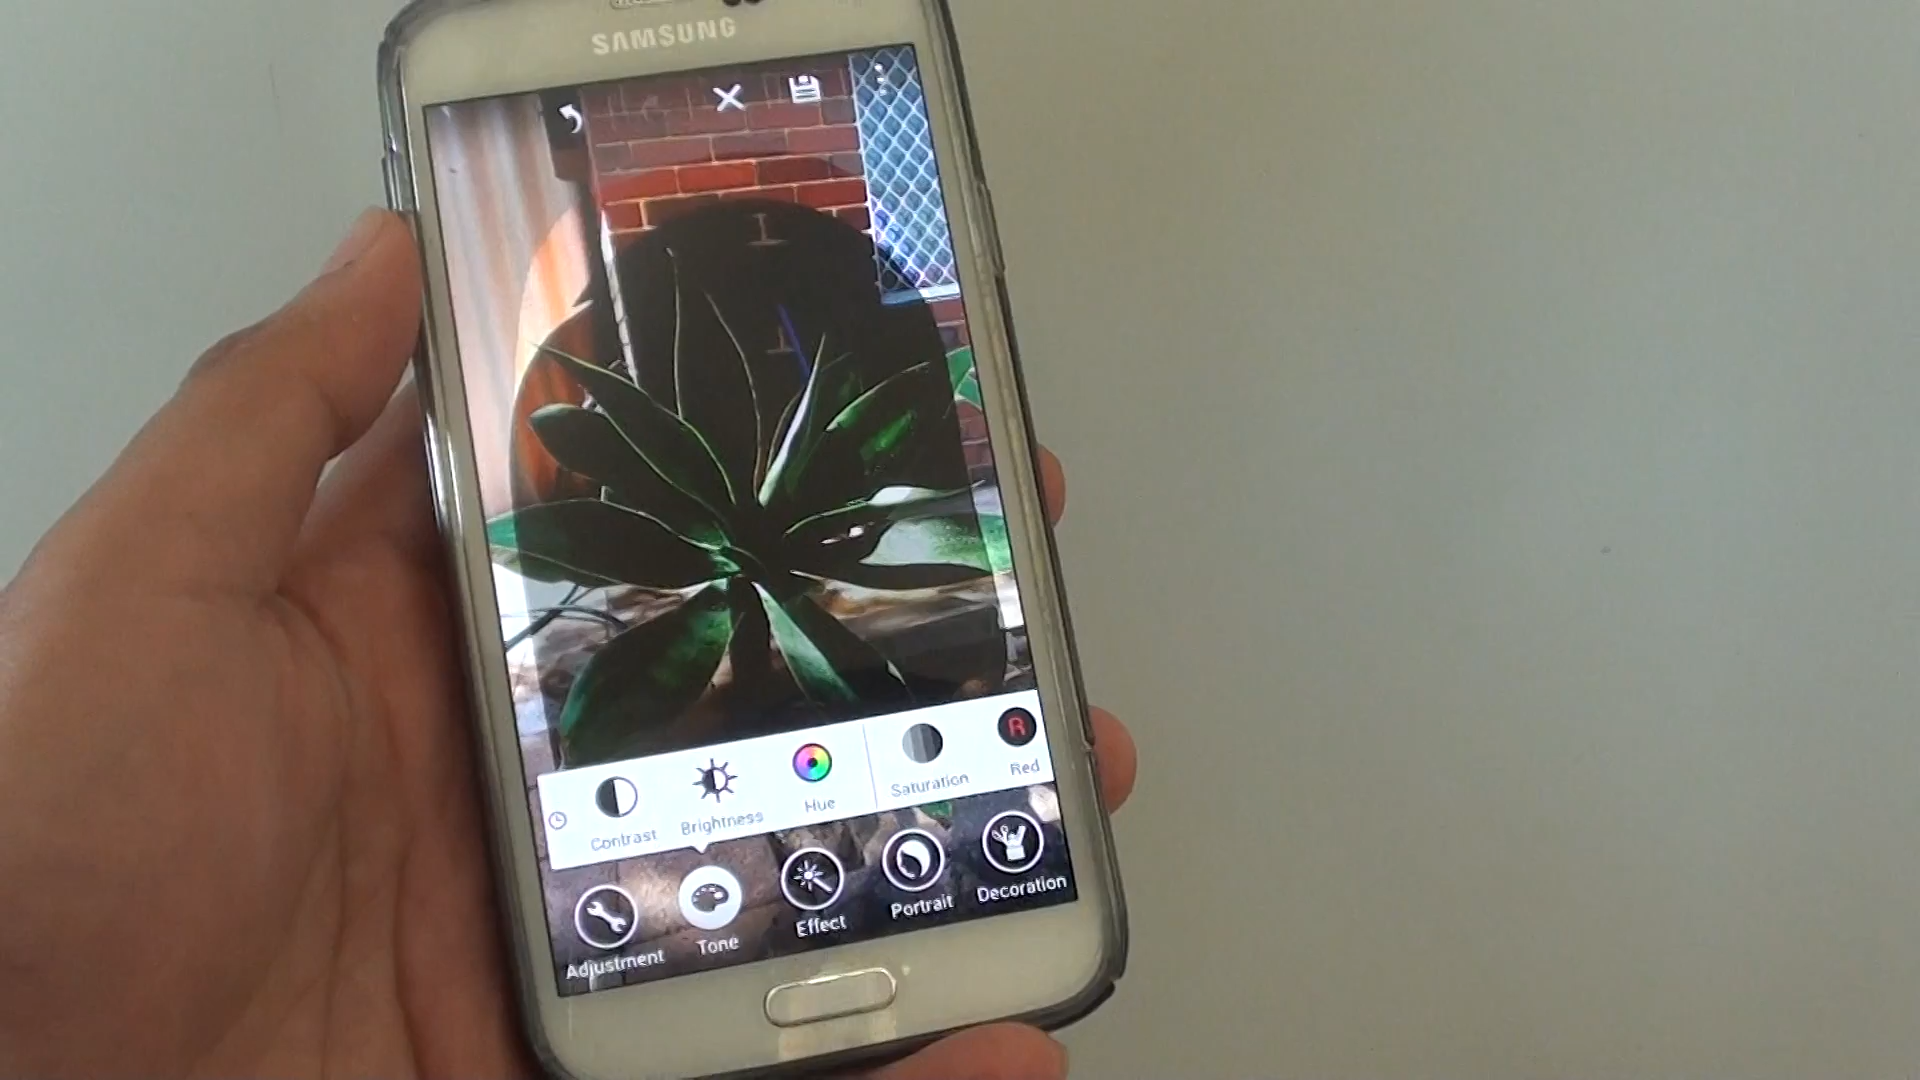 SAMSUNG
Contrast
Brightness
Hue
Saturation
R
Red
Adjustment
Tone
Effect
Portrait
Decoration